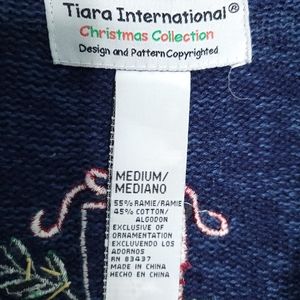 Tiara International®
Christmas Collection
Design and Pattern Copyrighted
MEDIUM/
MEDIANO
55% RAMIE/RAMIE
45% COTTON/
ALGODON
EXCLUSIVE OF
ORNAMENTATION
EXCLUYENDO LOS
ADORNOS
RN 83437
MADE IN CHINA
HECHO EN CHINA